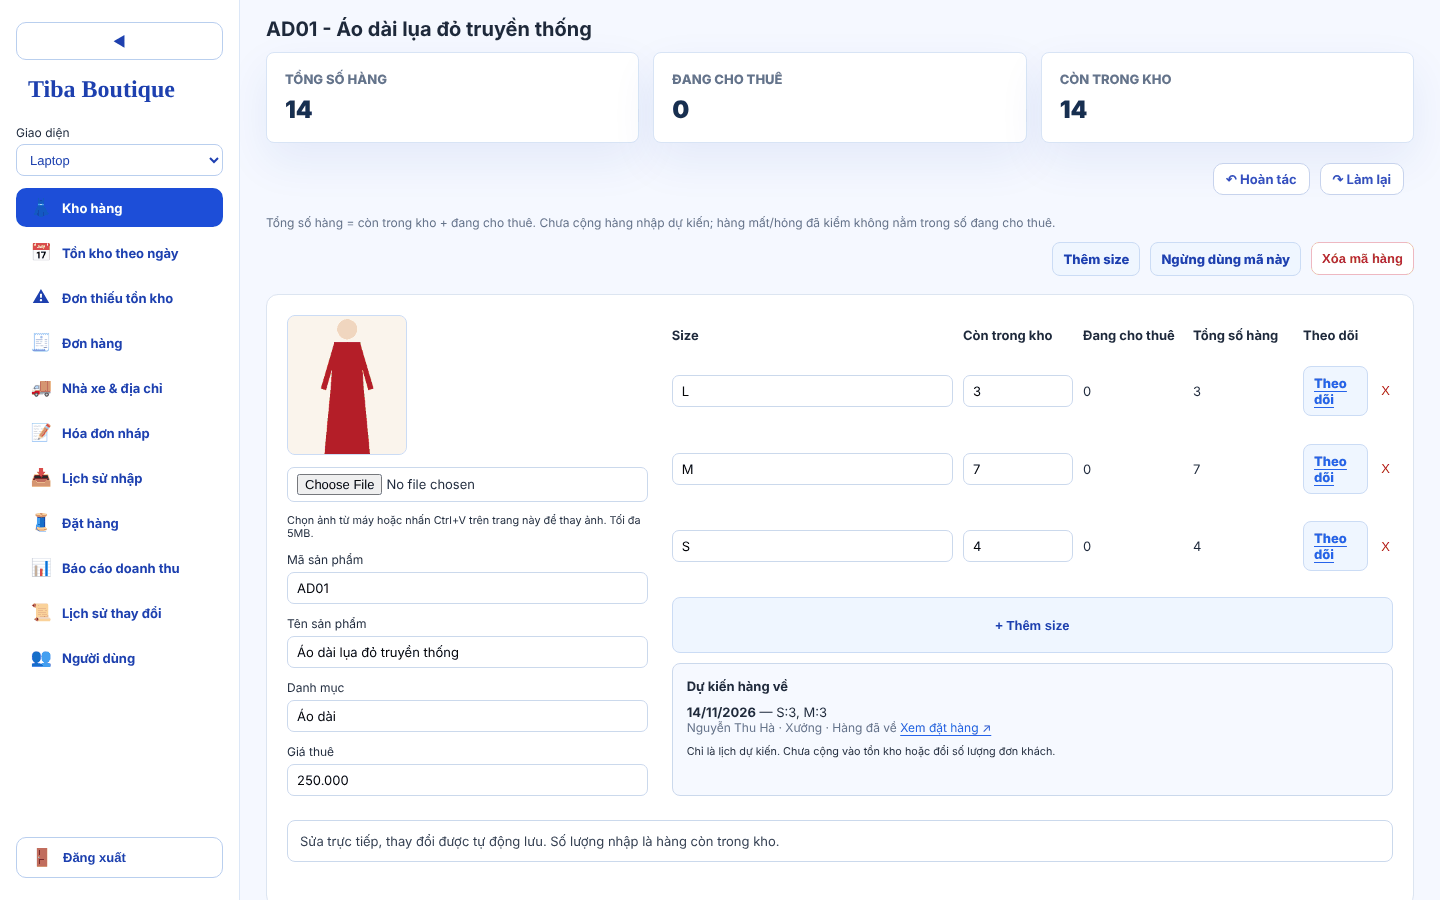 ◀
Tiba Boutique
Giao diện
Laptop
Kho hàng
Tồn kho theo ngày
Đơn thiếu tồn kho
Đơn hàng
Nhà xe & địa chỉ
Hóa đơn nháp
Lịch sử nhập
Đặt hàng
Báo cáo doanh thu
Lịch sử thay đổi
Người dùng
Đăng xuất
AD01 - Áo dài lụa đỏ truyền thống
TỔNG SỐ HÀNG
14
ĐANG CHO THUÊ
0
CÒN TRONG KHO
14
↶ Hoàn tác
↷ Làm lại
Tổng số hàng = còn trong kho + đang cho thuê. Chưa cộng hàng nhập dự kiến; hàng mất/hỏng đã kiểm không nằm trong số đang cho thuê.
Thêm size
Ngừng dùng mã này
Xóa mã hàng
Choose File No file chosen
Chọn ảnh từ máy hoặc nhấn Ctrl+V trên trang này để thay ảnh. Tối đa
5MB.
Mã sản phẩm
AD01
Tên sản phẩm
Áo dài lụa đỏ truyền thống
Danh mục
Áo dài
Giá thuê
250.000
Size Còn trong kho Đang cho thuê Tổng số hàng Theo dõi
L 3 0 3 Theo
dõi X
M 7 0 7 Theo
dõi X
S 4 0 4 Theo
dõi X
+ Thêm size
Dự kiến hàng về
14/11/2026 — S:3, M:3
Nguyễn Thu Hà · Xưởng · Hàng đã về Xem đặt hàng ↗
Chỉ là lịch dự kiến. Chưa cộng vào tồn kho hoặc đổi số lượng đơn khách.
Sửa trực tiếp, thay đổi được tự động lưu. Số lượng nhập là hàng còn trong kho.